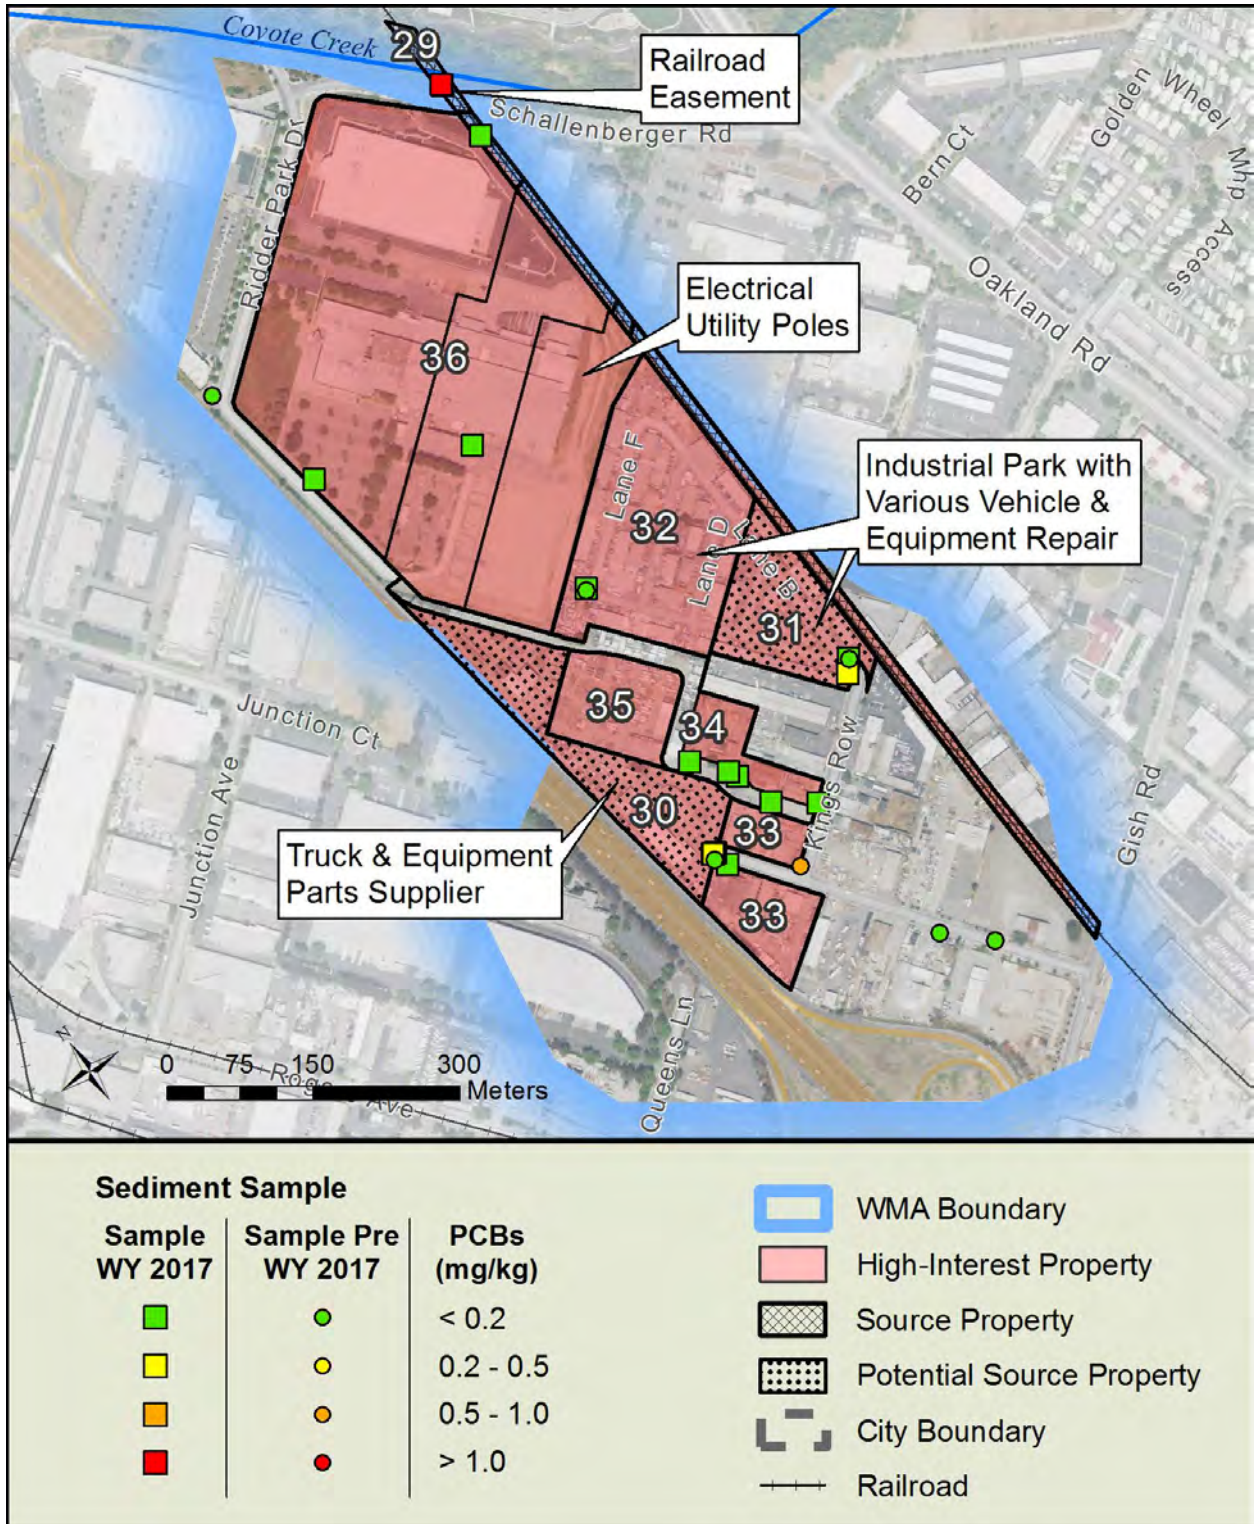 Coyote Creek
29
Railroad
Easement
Schallenberger Rd
Golden
Wheel
Mhp
Access
Bern Ct
Ridder Park Dr
Oakland Rd
Electrical
Utility Poles
36
Lane F
32
Lane D
Lane B
Industrial Park with
Various Vehicle &
Equipment Repair
31
Junction Ct
35
34
Junction Ave
30
33
Kings Row
Gish Rd
Truck & Equipment
Parts Supplier
33
Queens Ln
N
0 75 150 300
Meters
Ave
Sediment Sample
Sample
WY 2017
Sample Pre
WY 2017
PCBs
(mg/kg)
< 0.2
0.2 - 0.5
0.5 - 1.0
> 1.0
WMA Boundary
High-Interest Property
Source Property
Potential Source Property
City Boundary
Railroad